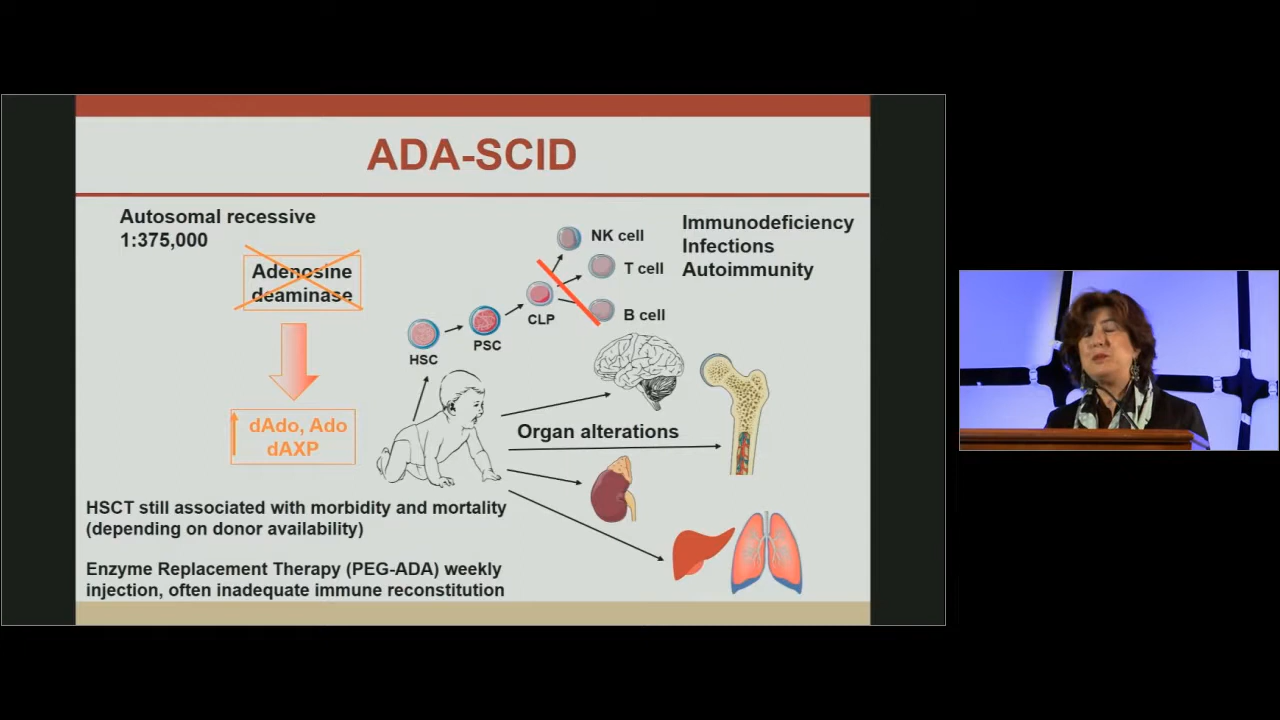 ADA-SCID
Autosomal recessive
1:375,000
Adenosine
deaminase
dAdo, Ado
dAXP
HSC
PSC
CLP
NK cell
T cell
B cell
Immunodeficiency
Infections
Autoimmunity
Organ alterations
HSCT still associated with morbidity and mortality
(depending on donor availability)
Enzyme Replacement Therapy (PEG-ADA) weekly
injection, often inadequate immune reconstitution